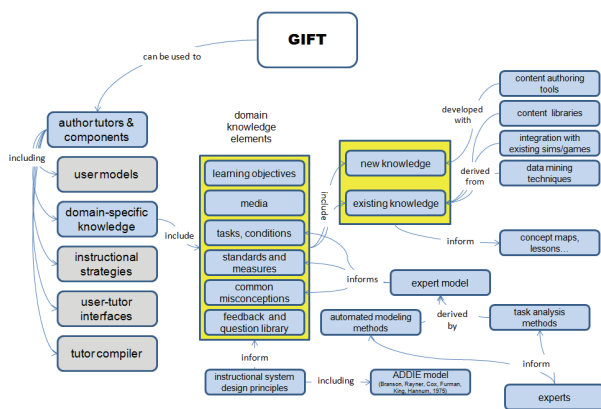 GIFT
can be used to
author tutors &
components
including
user models
domain-specific
knowledge
instructional
strategies
user-tutor
interfaces
tutor compiler
include
domain
knowledge
elements
learning objectives
media
tasks, conditions
standards and
measures
common
misconceptions
feedback and
question library
include
new knowledge
existing knowledge
developed
with
derived
from
content authoring
tools
content libraries
integration with
existing sims/games
data mining
techniques
inform
concept maps,
lessons...
informs
expert model
automated modeling
methods
derived
by
task analysis
methods
inform
experts
inform
instructional system
design principles
including
ADDIE model
(Branson, Rayner, Cox, Furman,
King, Hannum, 1975)